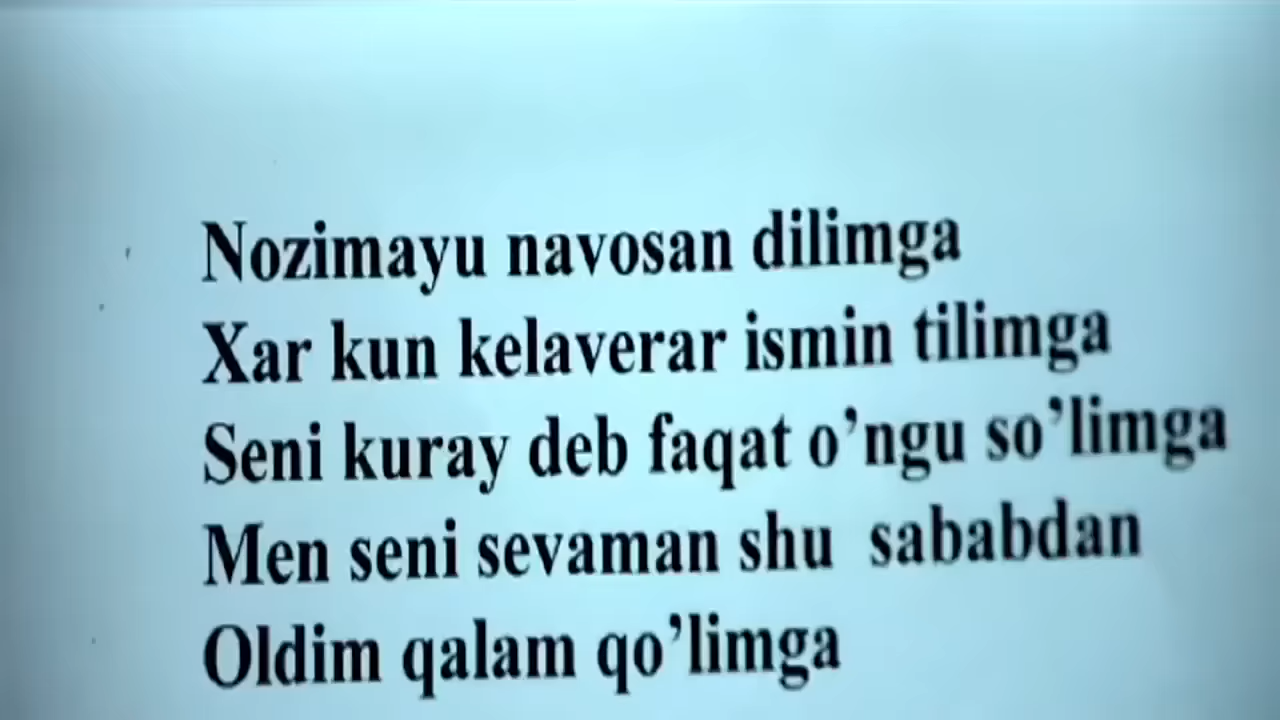 Nozimayu navosan dilimga
Xar kun kelaverar ismin tilimga
Seni kuray deb faqat o’ngu so’limga
Men seni sevaman shu sababdan
Oldim qalam qo’limga